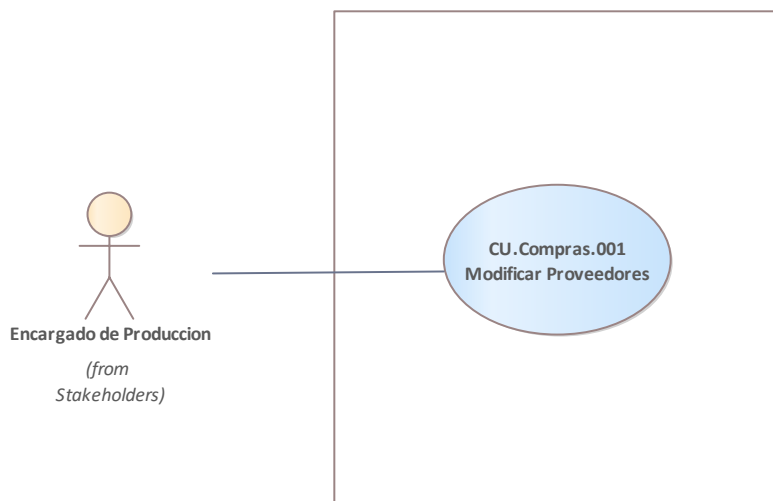 CU.Compras.001
Modificar Proveedores
Encargado de Produccion
(from
Stakeholders)